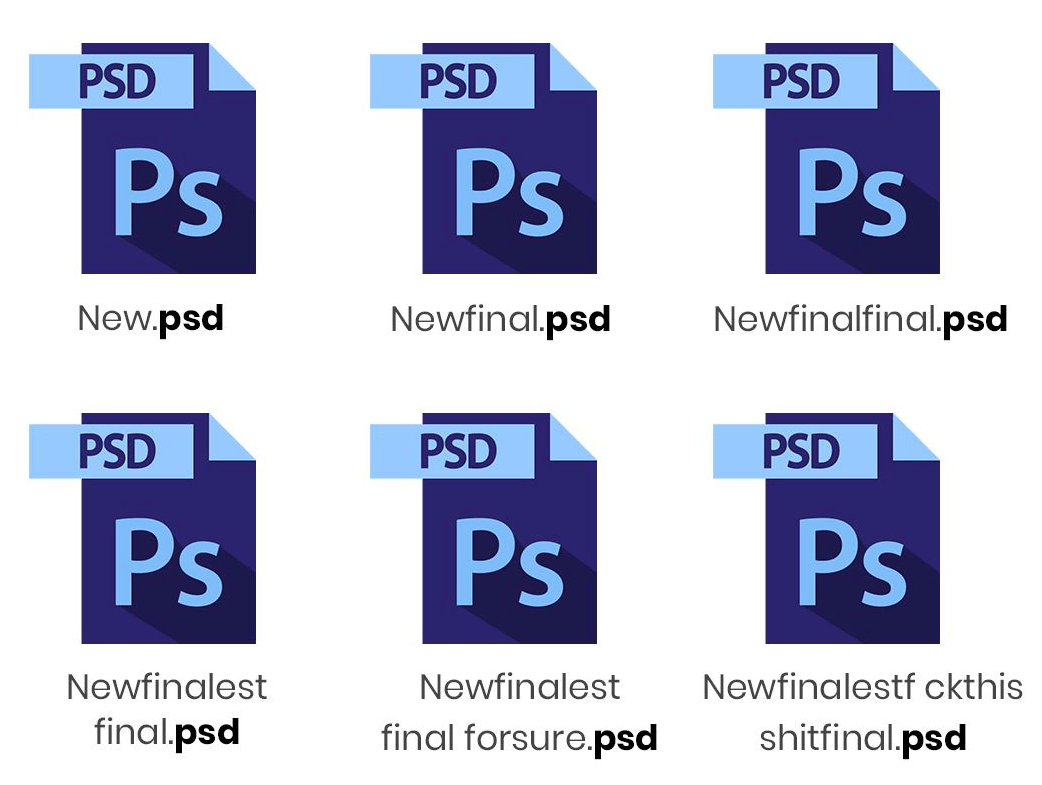 PSD PSD PSD
Ps Ps Ps
New.psd Newfinal.psd Newfinalfinal.psd
PSD PSD PSD
Ps Ps Ps
Newfinalest Newfinalest Newfinalestf ckthis
final.psd final forsure.psd shitfinal.psd